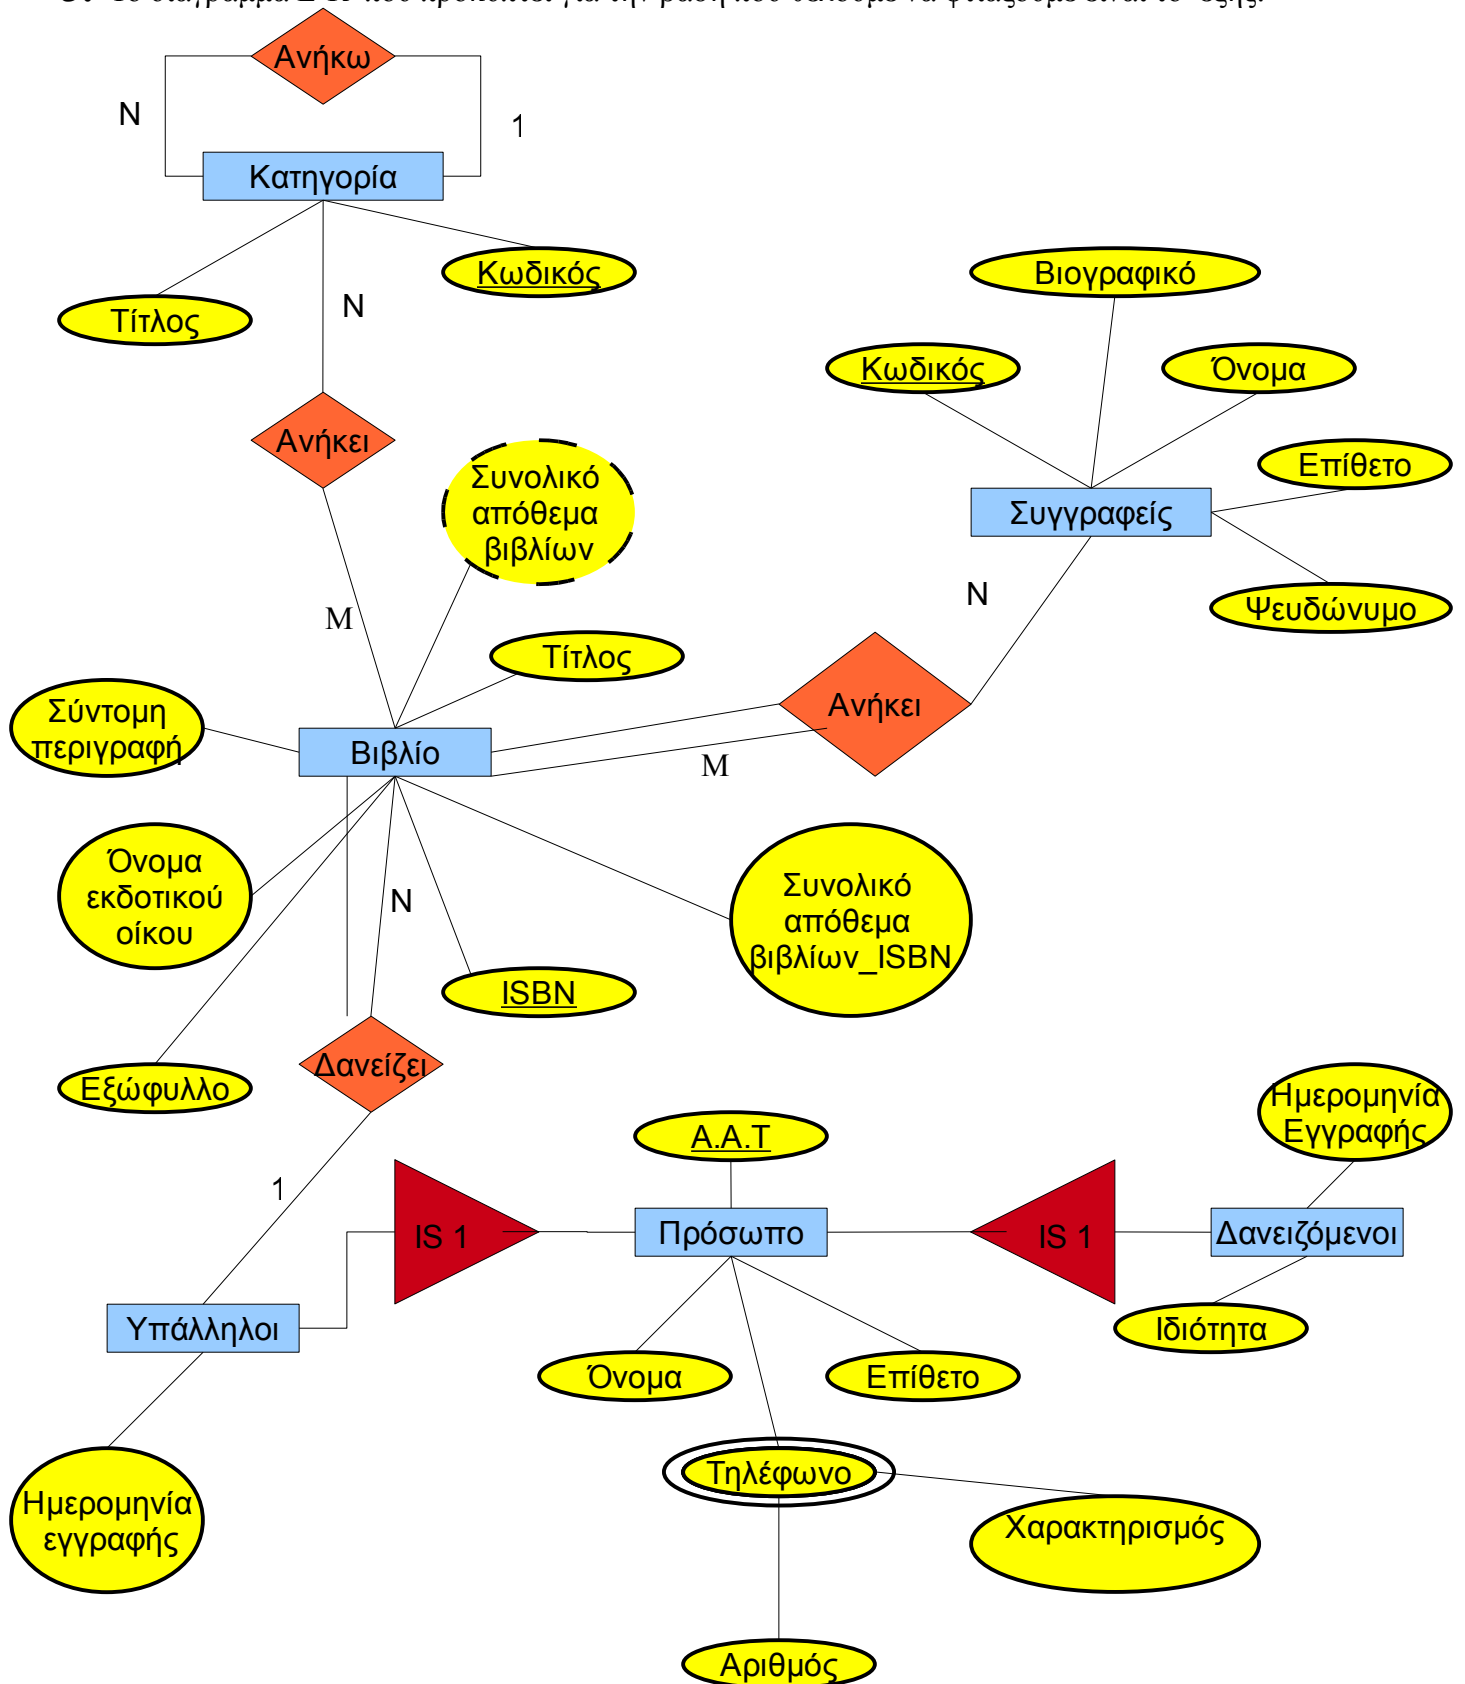 Ανήκω
N
1
Κατηγορία
Κωδικός
Τίτλος
N
Βιογραφικό
Κωδικός
Όνομα
Ανήκει
Επίθετο
Συνολικό
απόθεμα
βιβλίων
Συγγραφείς
N
Ψευδώνυμο
M
Τίτλος
Ανήκει
Σύντομη
περιγραφή
Βιβλίο
M
Όνομα
εκδοτικού
οίκου
N
Συνολικό
απόθεμα
βιβλίων_ISBN
ISBN
Δανείζει
Εξώφυλλο
Ημερομηνία
Εγγραφής
Α.Α.Τ
1
IS 1
Πρόσωπο
IS 1
Δανειζόμενοι
Υπάλληλοι
Ιδιότητα
Όνομα
Επίθετο
Τηλέφωνο
Ημερομηνία
εγγραφής
Χαρακτηρισμός
Αριθμός